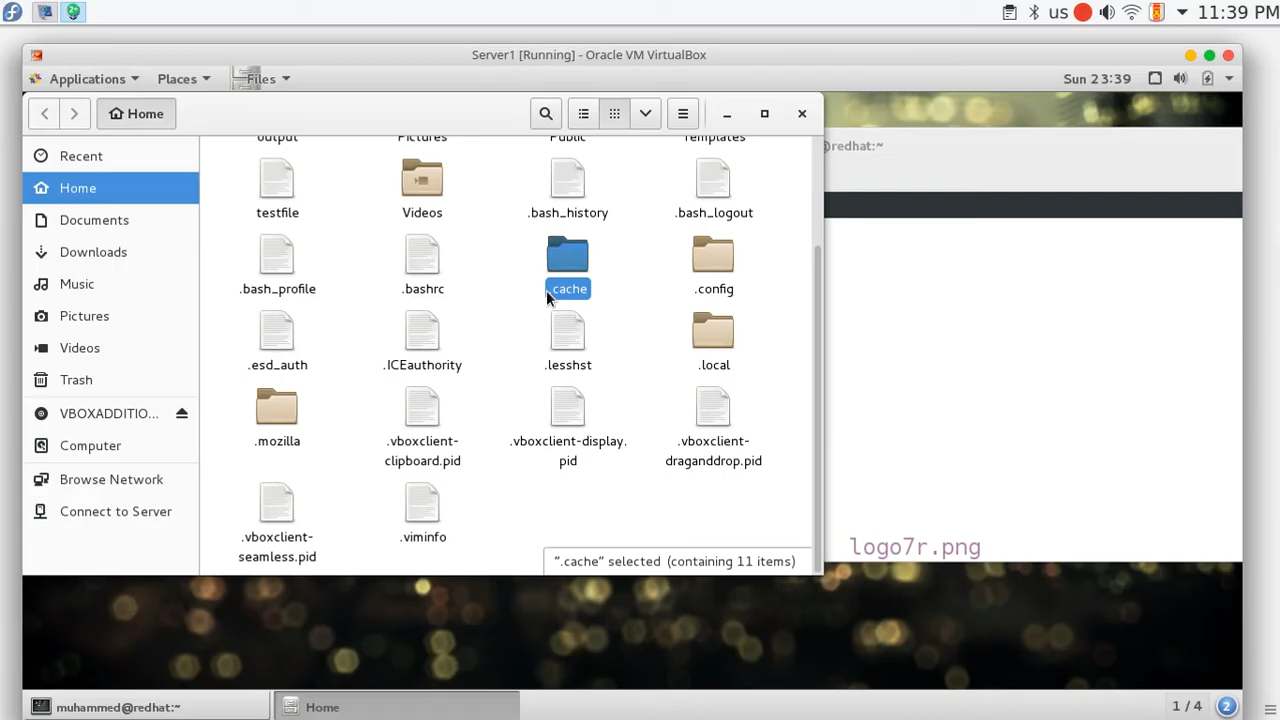 us 11:39 PM
Server1 [Running] - Oracle VM VirtualBox
Applications Places Files Sun 23:39
Home
@redhat:~
output Pictures Public Templates
Recent
Home
Documents
Downloads
Music
Pictures
Videos
Trash
VBOXADDITIO...
Computer
Browse Network
Connect to Server
testfile Videos .bash_history .bash_logout
.bash_profile .bashrc .cache .config
.esd_auth .ICEauthority .lesshst .local
.mozilla .vboxclient-clipboard.pid .vboxclient-display.pid .vboxclient-draganddrop.pid
.vboxclient-seamless.pid .viminfo
".cache" selected (containing 11 items)
logo7r.png
muhammed@redhat:~ Home 1 / 4 2